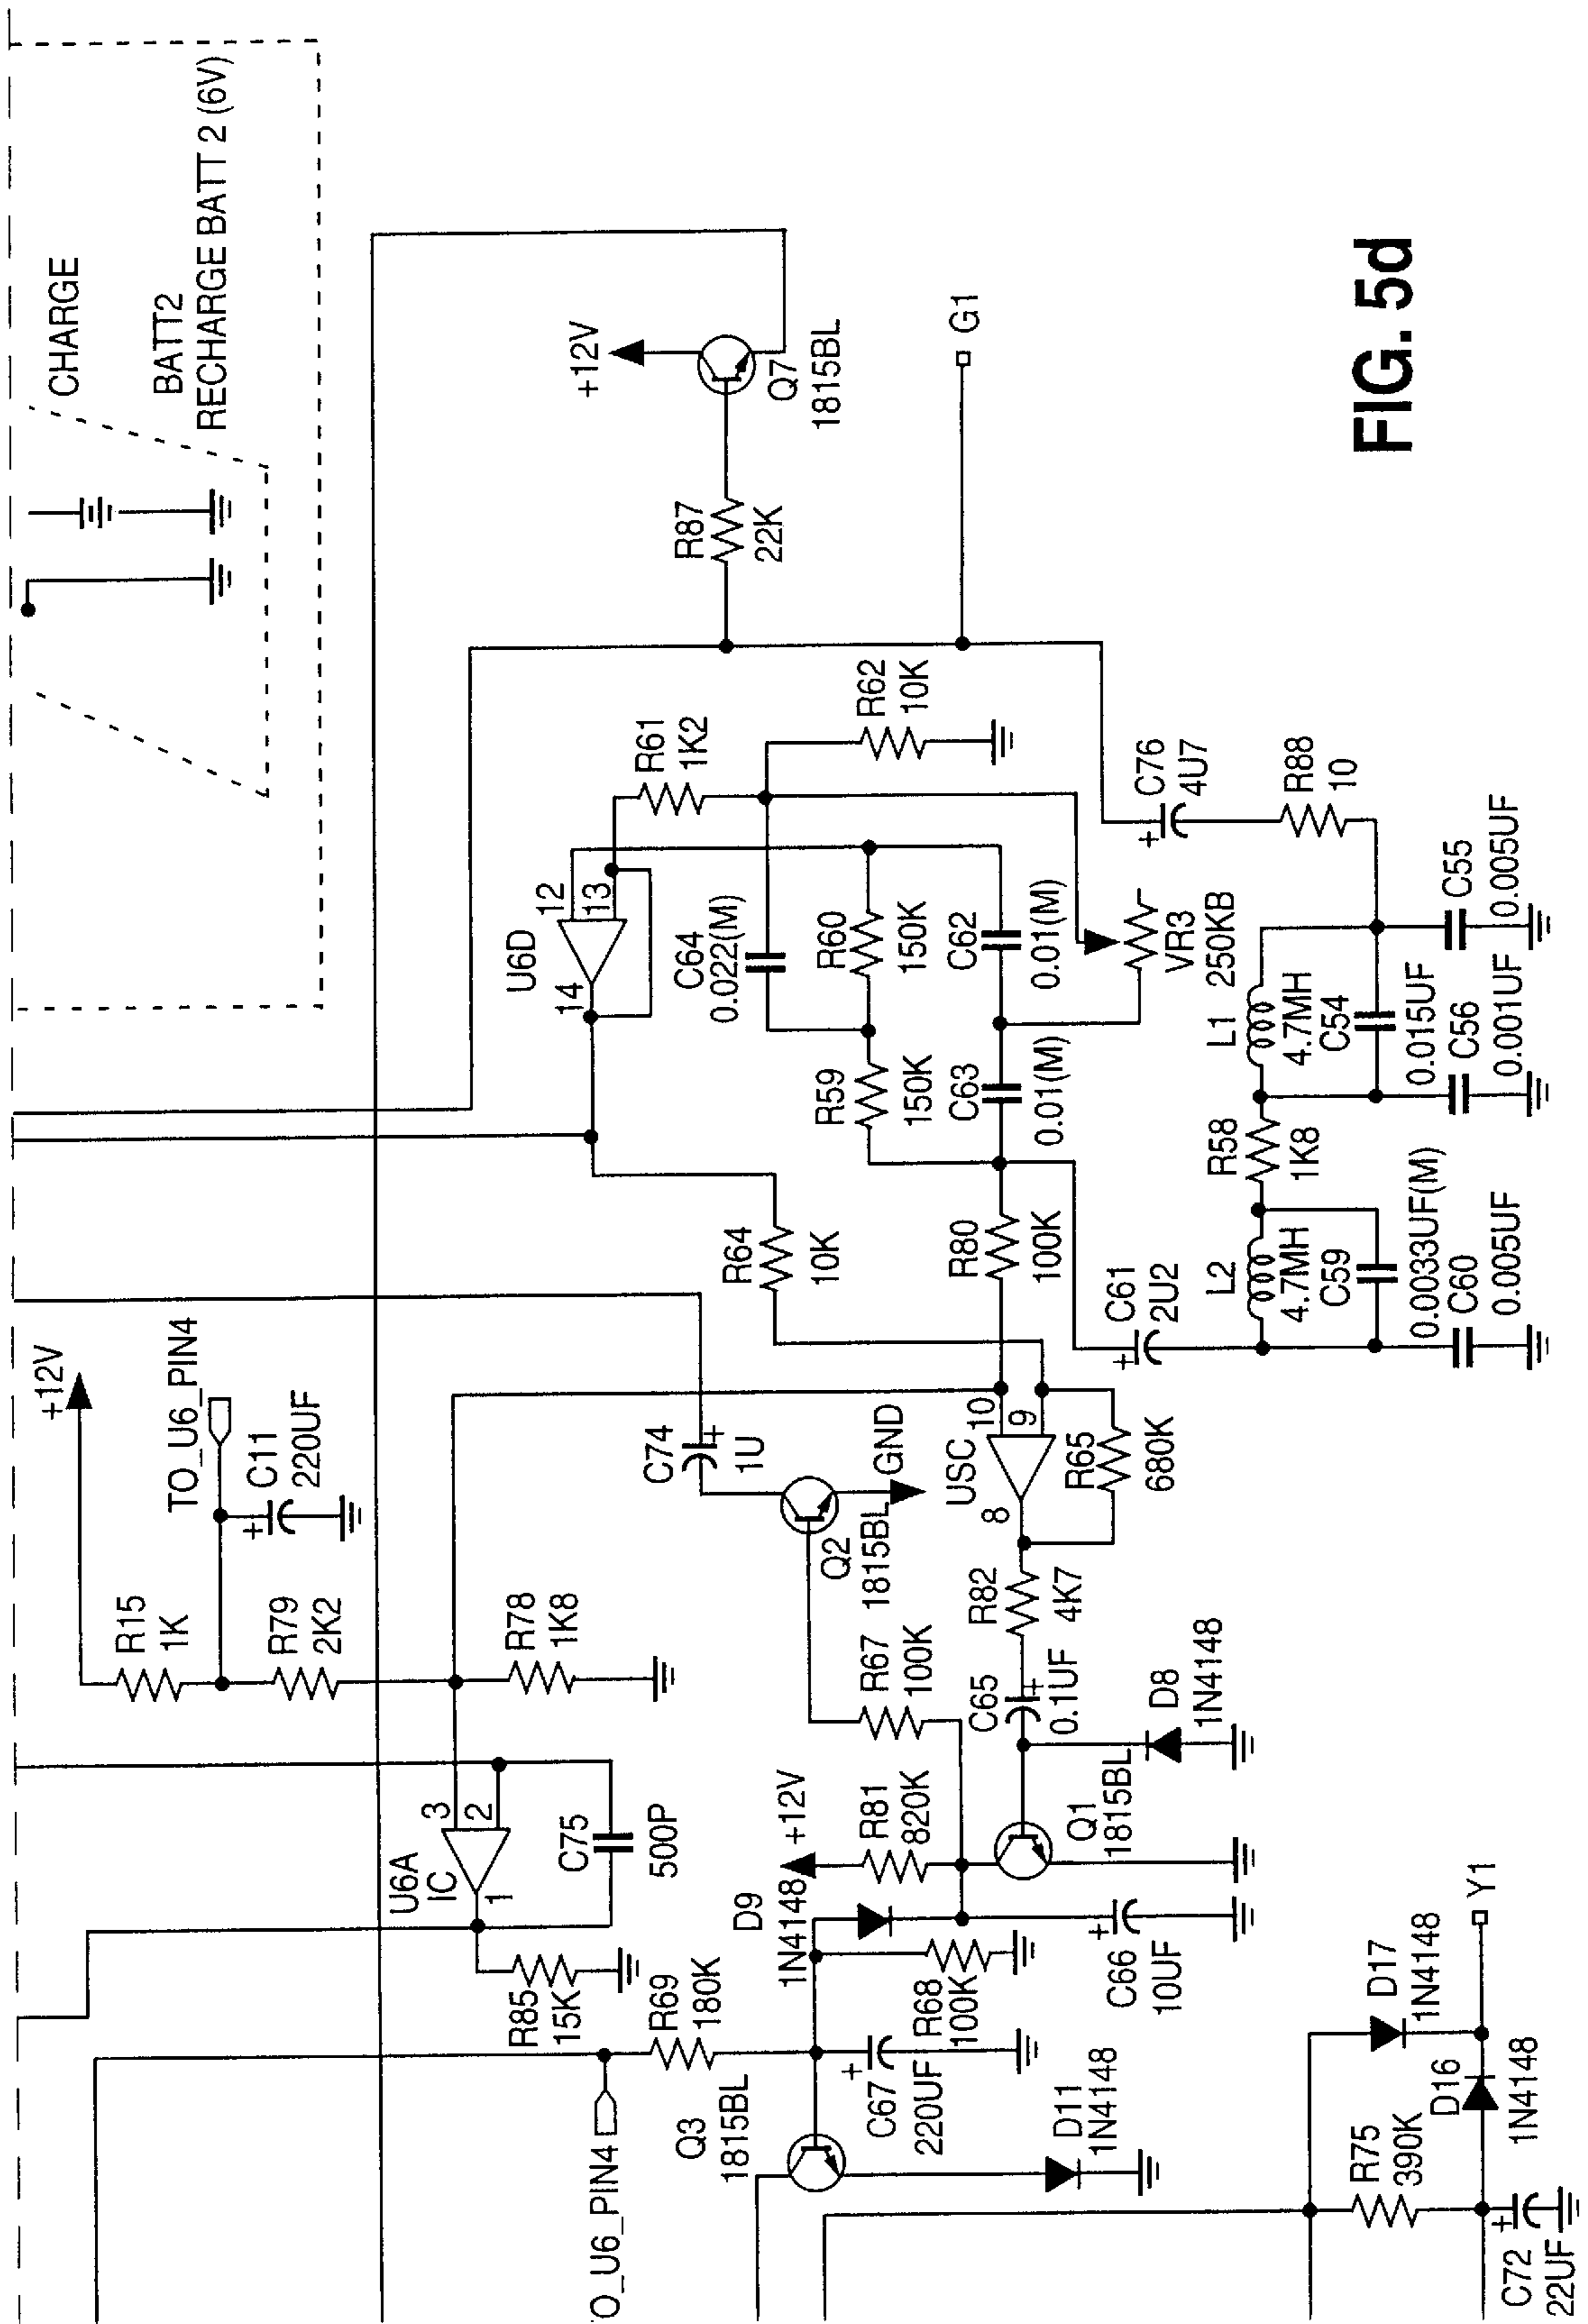 CHARGE
BATT2
RECHARGE BATT 2 (6V)
+12V
TO_U6_PIN4
R15
1K
C11
220UF
R79
2K2
R78
1K8
U6A
IC
3
2
1
C75
500P
R85
15K
R69
180K
O_U6_PIN4
Q3
1815BL
C67
220UF
D11
1N4148
D9
1N4148
+12V
R81
820K
R68
100K
C66
10UF
R67
100K
Q1
1815BL
C65
+
0.1UF
D8
1N4148
R82
4K7
USC
10
9
8
R65
680K
C74
+
1U
Q2
1815BL
GND
R64
10K
U6D
12
13
14
R61
1K2
R62
10K
C64
0.022(M)
R60
150K
R59
150K
C62
0.01(M)
C63
0.01(M)
R80
100K
VR3
250KB
C61
+
2U2
L2
4.7MH
C59
0.0033UF(M)
C60
0.005UF
R58
1K8
L1
4.7MH
C54
0.015UF
C56
0.001UF
C55
0.005UF
C76
+
4U7
R88
10
R87
22K
+12V
Q7
1815BL
G1
D17
1N4148
Y1
D16
1N4148
R75
390K
C72
+
22UF
FIG. 5d